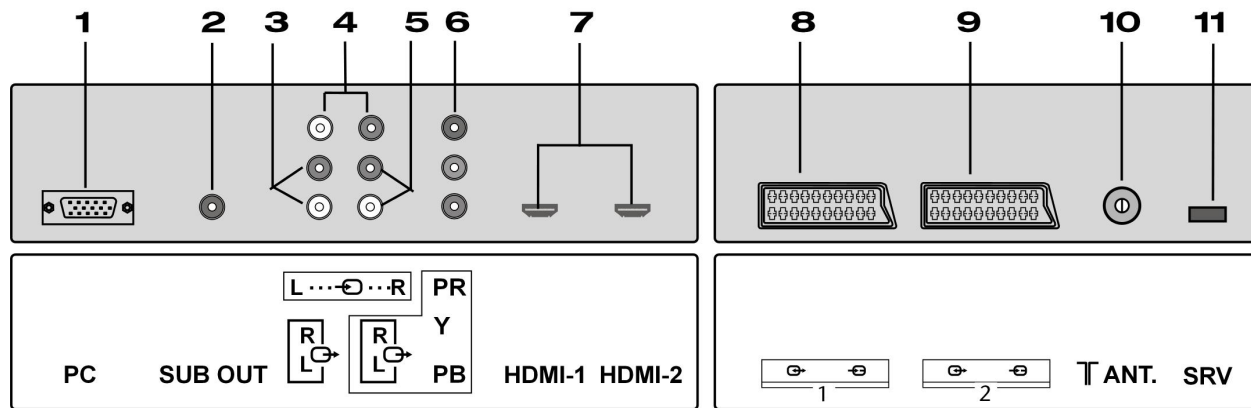 1 2 3 4 5 6 7 8 9 10 11
L R PR
R R Y
L L
PC SUB OUT PB HDMI-1 HDMI-2 ANT. SRV
1 2